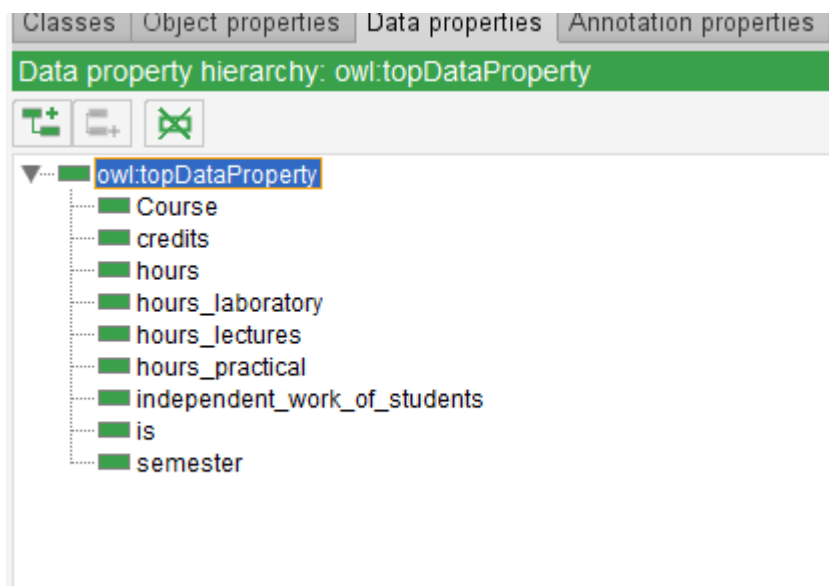 Classes Object properties Data properties Annotation properties
Data property hierarchy: owl:topDataProperty
owl:topDataProperty
Course
credits
hours
hours_laboratory
hours_lectures
hours_practical
independent_work_of_students
is
semester